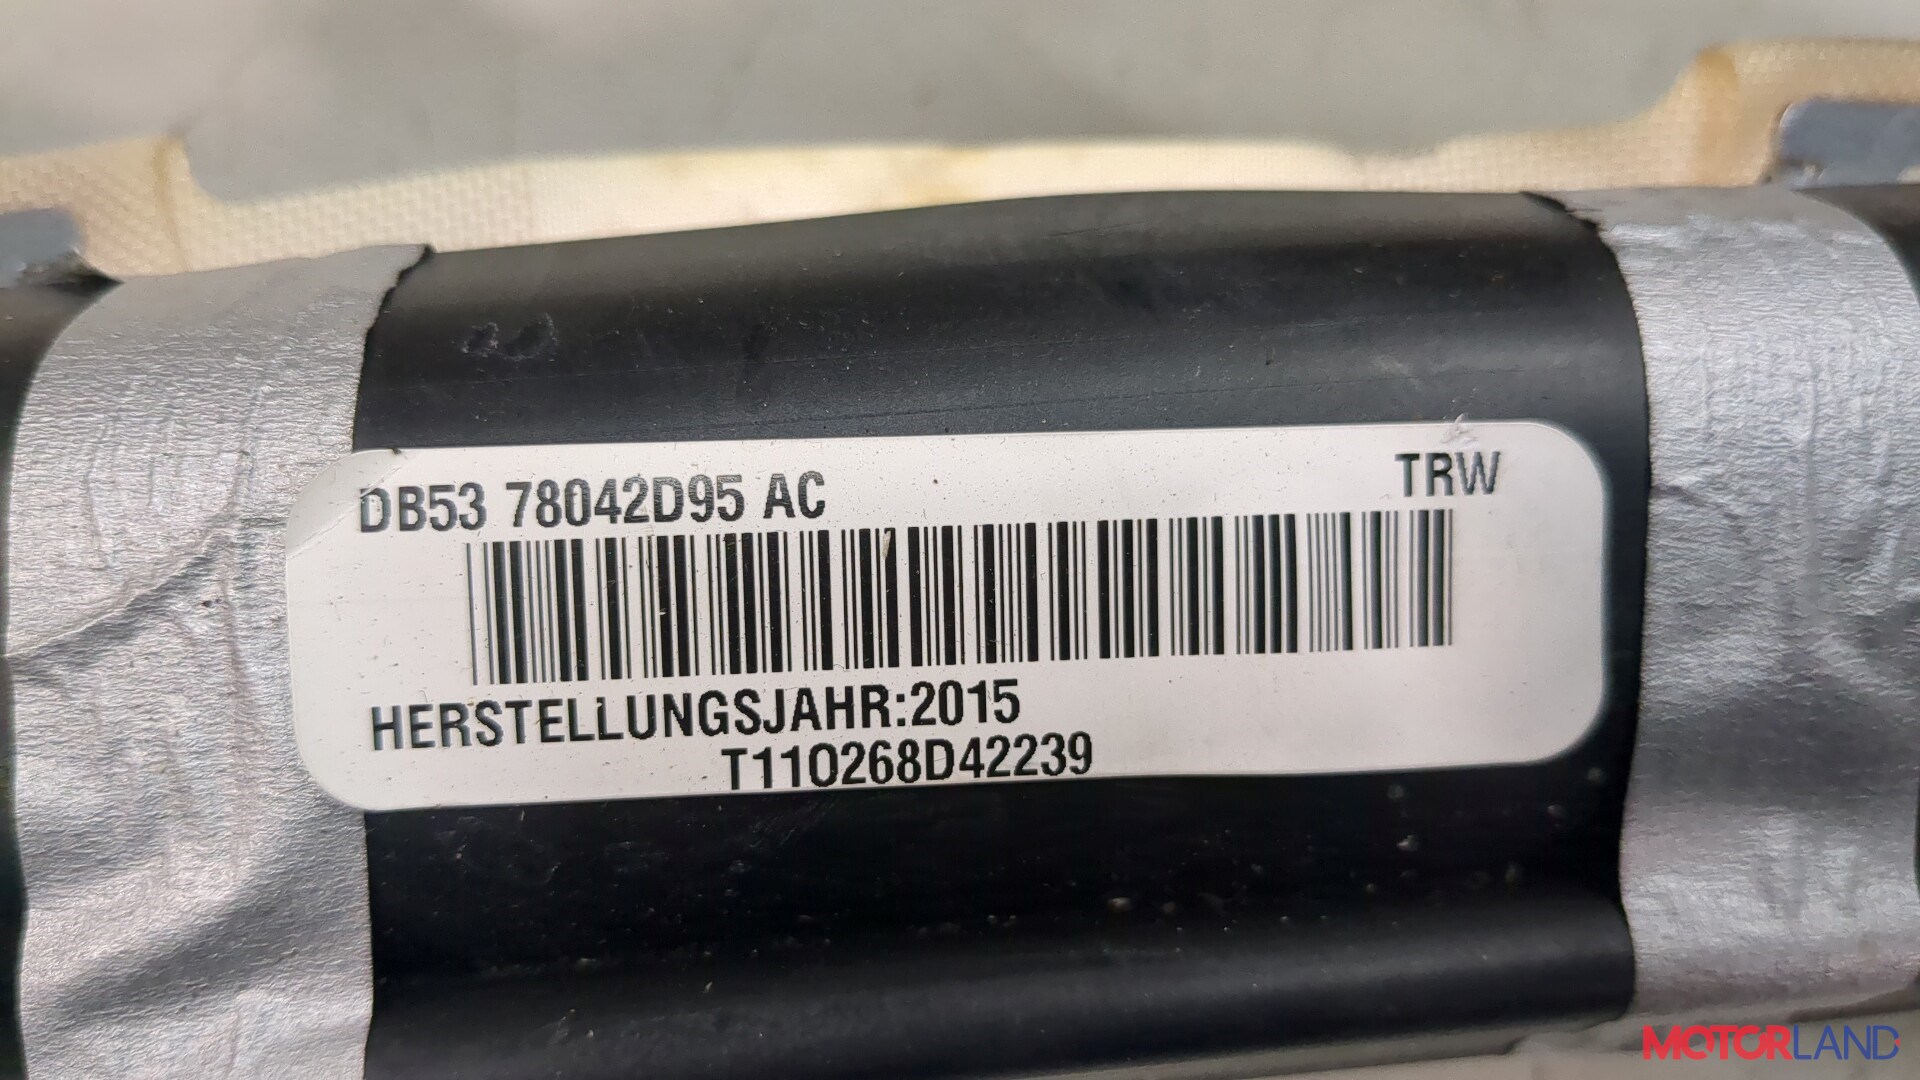 DB53 78042D95 AC
TRW
HERSTELLUNGSJAHR:2015
T110268D42239
MOTORLAND